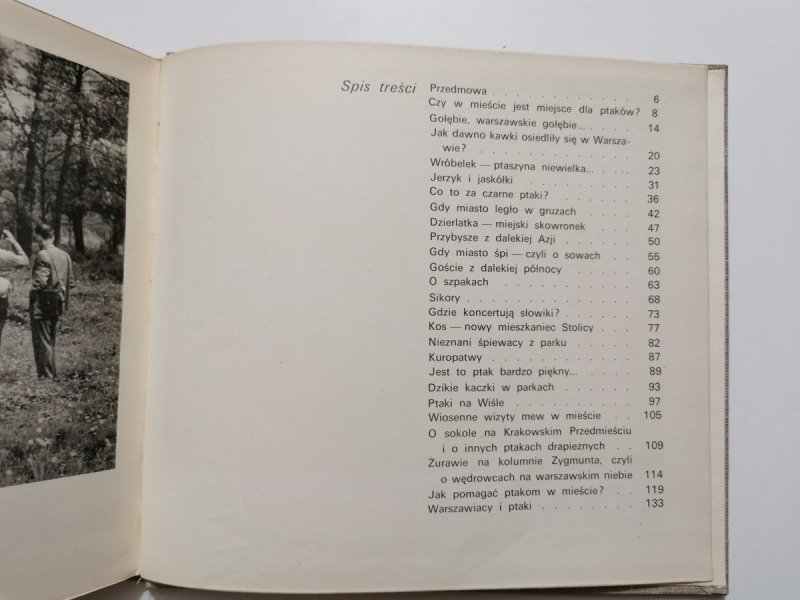 Spis treści
Przedmowa . . . . . . . . . . . 6
Czy w mieście jest miejsce dla ptaków? 8
Gołębie, warszawskie gołębie... . . . . 14
Jak dawno kawki osiedliły się w Warsza-
wie? . . . . . . . . . . . 20
Wróbelek — ptaszyna niewielka... . . . 23
Jerzyk i jaskółki . . . . . . . . 31
Co to za czarne ptaki? . . . . . . 36
Gdy miasto legło w gruzach . . . . 42
Dzierlatka — miejski skowronek . . . 47
Przybysze z dalekiej Azji . . . . . 50
Gdy miasto śpi — czyli o sowach . . 55
Goście z dalekiej północy . . . . . 60
O szpakach . . . . . . . . . . 63
Sikory . . . . . . . . . . . . 68
Gdzie koncertują słowiki? . . . . . 73
Kos — nowy mieszkaniec Stolicy . . . 77
Nieznani śpiewacy z parku . . . . . 82
Kuropatwy . . . . . . . . . . . 87
Jest to ptak bardzo piękny... . . . . 89
Dzikie kaczki w parkach . . . . . . 93
Ptaki na Wiśle . . . . . . . . . 97
Wiosenne wizyty mew w mieście . . 105
O sokole na Krakowskim Przedmieściu
i o innych ptakach drapieżnych . . 109
Żurawie na kolumnie Zygmunta, czyli
o wędrowcach na warszawskim niebie 114
Jak pomagać ptakom w mieście? . . 119
Warszawiacy i ptaki . . . . . . . 133